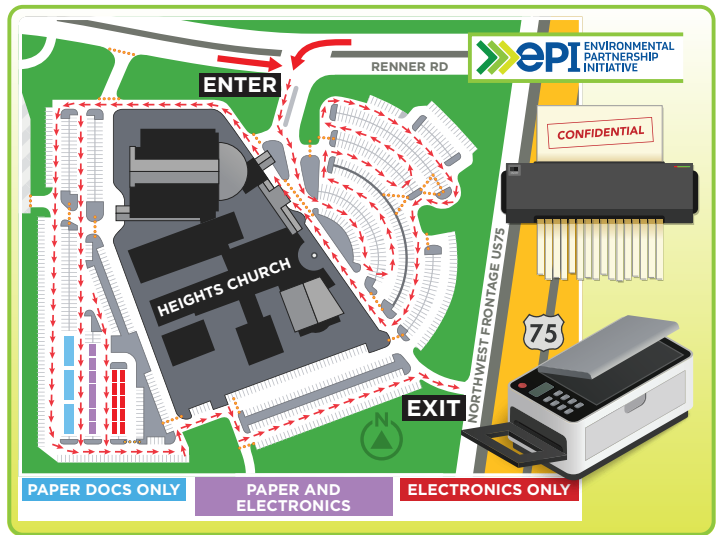 ENTER
RENNER RD
EPI ENVIRONMENTAL
PARTNERSHIP
INITIATIVE
CONFIDENTIAL
HEIGHTS CHURCH
NORTHWEST FRONTAGE US75
75
EXIT
N
PAPER DOCS ONLY
PAPER AND
ELECTRONICS
ELECTRONICS ONLY